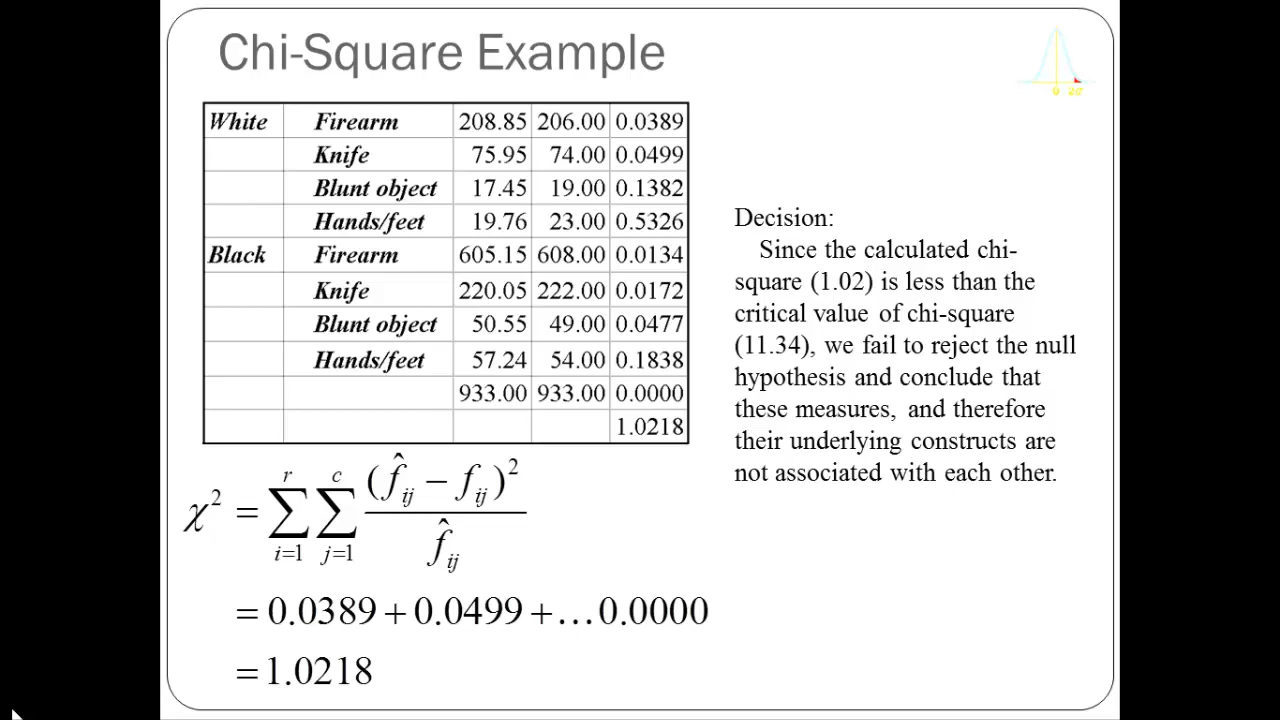 Chi-Square Example
0 2σ
White Firearm 208.85 206.00 0.0389
Knife 75.95 74.00 0.0499
Blunt object 17.45 19.00 0.1382
Hands/feet 19.76 23.00 0.5326
Black Firearm 605.15 608.00 0.0134
Knife 220.05 222.00 0.0172
Blunt object 50.55 49.00 0.0477
Hands/feet 57.24 54.00 0.1838
933.00 933.00 0.0000
1.0218
Decision:
Since the calculated chi-
square (1.02) is less than the
critical value of chi-square
(11.34), we fail to reject the null
hypothesis and conclude that
these measures, and therefore
their underlying constructs are
not associated with each other.
χ² = ∑_{i=1}^{r} ∑_{j=1}^{c} (f̂_{ij} − f_{ij})² / f̂_{ij}
= 0.0389 + 0.0499 + … 0.0000
= 1.0218